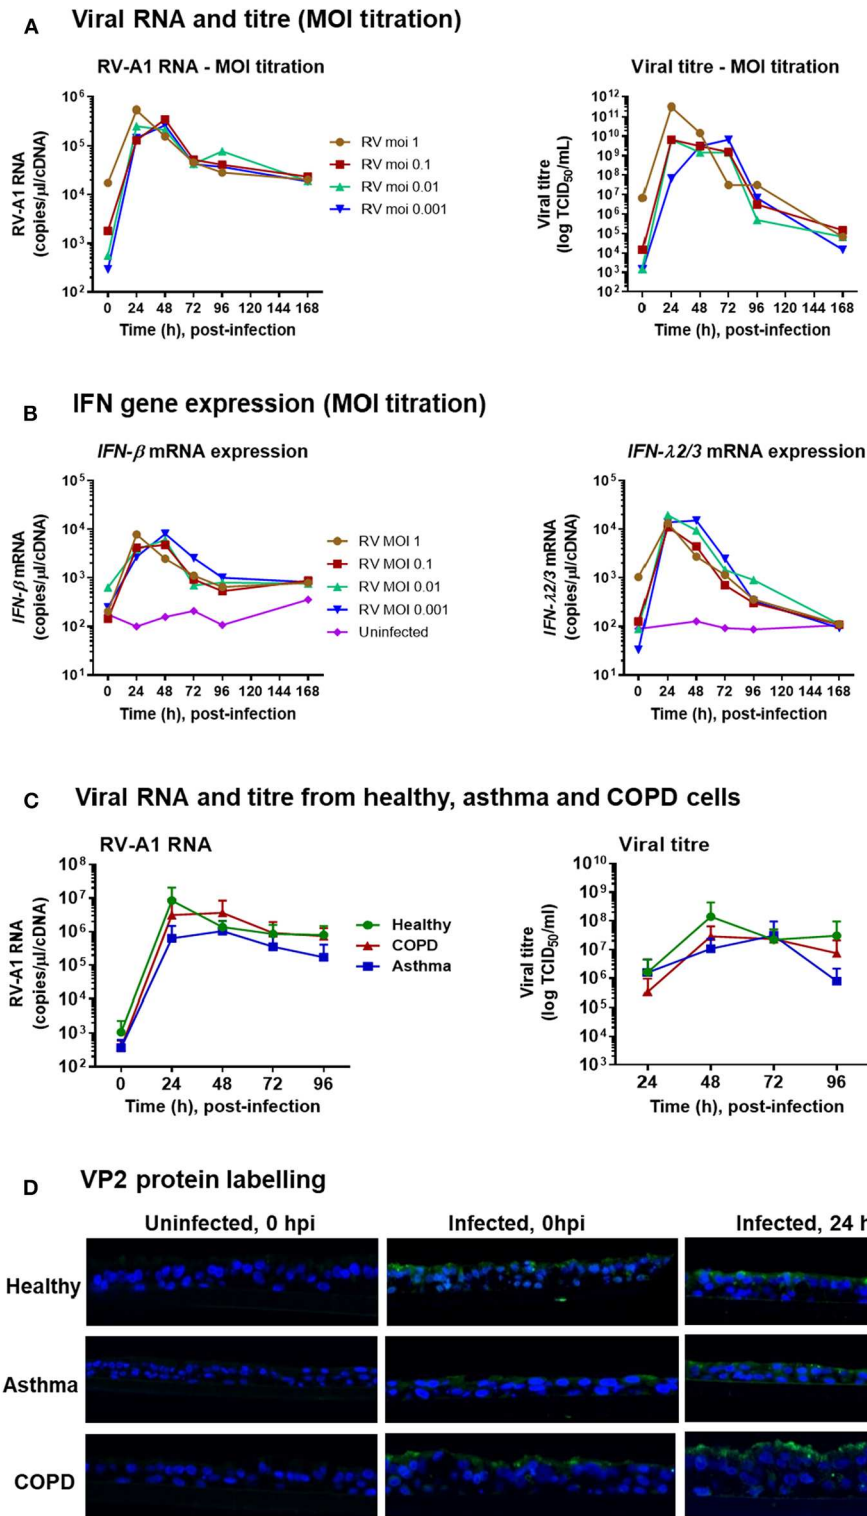 A Viral RNA and titre (MOI titration)
RV-A1 RNA - MOI titration
RV-A1 RNA
(copies/µl/cDNA)
10⁶
10⁵
10⁴
10³
10²
0 24 48 72 96 120 144 168
Time (h), post-infection
RV moi 1
RV moi 0.1
RV moi 0.01
RV moi 0.001
Viral titre - MOI titration
Viral titre
(log TCID₅₀/mL)
10¹²
10¹¹
10¹⁰
10⁹
10⁸
10⁷
10⁶
10⁵
10⁴
10³
10²
0 24 48 72 96 120 144 168
Time (h), post-infection
B IFN gene expression (MOI titration)
IFN-β mRNA expression
IFN-β mRNA
(copies/µl/cDNA)
10⁵
10⁴
10³
10²
10¹
0 24 48 72 96 120 144 168
Time (h), post-infection
RV MOI 1
RV MOI 0.1
RV MOI 0.01
RV MOI 0.001
Uninfected
IFN-λ2/3 mRNA expression
IFN-λ2/3 mRNA
(copies/µl/cDNA)
10⁵
10⁴
10³
10²
10¹
0 24 48 72 96 120 144 168
Time (h), post-infection
C Viral RNA and titre from healthy, asthma and COPD cells
RV-A1 RNA
RV-A1 RNA
(copies/µl/cDNA)
10⁸
10⁷
10⁶
10⁵
10⁴
10³
10²
0 24 48 72 96
Time (h), post-infection
Healthy
COPD
Asthma
Viral titre
Viral titre
(log TCID₅₀/ml)
10¹⁰
10⁹
10⁸
10⁷
10⁶
10⁵
10⁴
10³
24 48 72 96
Time (h), post-infection
D VP2 protein labelling
Uninfected, 0 hpi Infected, 0hpi Infected, 24 h
Healthy
Asthma
COPD